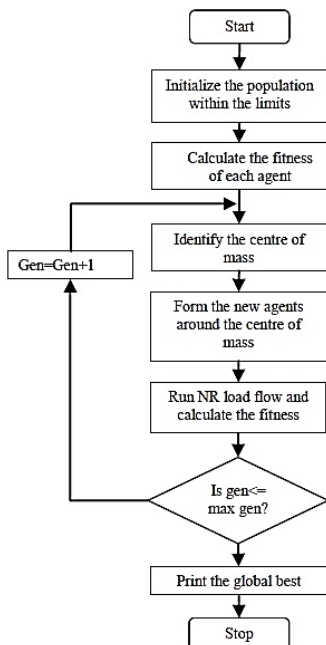 Start
Initialize the population
within the limits
Calculate the fitness
of each agent
Identify the centre of
mass
Gen=Gen+1
Form the new agents
around the centre of
mass
Run NR load flow and
calculate the fitness
Is gen<=
max gen?
Print the global best
Stop